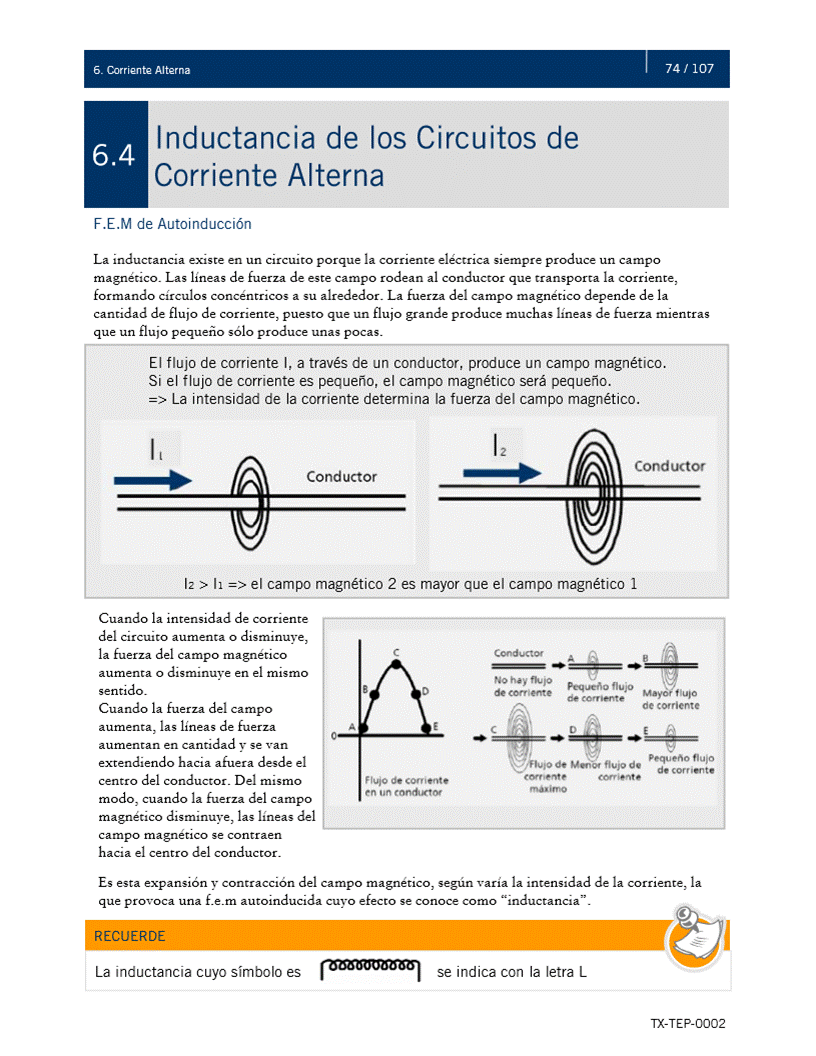 6. Corriente Alterna
74 / 107
6.4
Inductancia de los Circuitos de
Corriente Alterna
F.E.M de Autoinducción
La inductancia existe en un circuito porque la corriente eléctrica siempre produce un campo
magnético. Las líneas de fuerza de este campo rodean al conductor que transporta la corriente,
formando círculos concéntricos a su alrededor. La fuerza del campo magnético depende de la
cantidad de flujo de corriente, puesto que un flujo grande produce muchas líneas de fuerza mientras
que un flujo pequeño sólo produce unas pocas.
El flujo de corriente I, a través de un conductor, produce un campo magnético.
Si el flujo de corriente es pequeño, el campo magnético será pequeño.
=> La intensidad de la corriente determina la fuerza del campo magnético.
I1
Conductor
I2
Conductor
I2 > I1 => el campo magnético 2 es mayor que el campo magnético 1
Cuando la intensidad de corriente
del circuito aumenta o disminuye,
la fuerza del campo magnético
aumenta o disminuye en el mismo
sentido.
Cuando la fuerza del campo
aumenta, las líneas de fuerza
aumentan en cantidad y se van
extendiendo hacia afuera desde el
centro del conductor. Del mismo
modo, cuando la fuerza del campo
magnético disminuye, las líneas del
campo magnético se contraen
hacia el centro del conductor.
C
B
D
A
E
0
Flujo de corriente
en un conductor
Conductor
No hay flujo
de corriente
A
Pequeño flujo
de corriente
B
Mayor flujo
de corriente
C
Flujo de
corriente
máximo
D
Menor flujo de
corriente
E
Pequeño flujo
de corriente
Es esta expansión y contracción del campo magnético, según varía la intensidad de la corriente, la
que provoca una f.e.m autoinducida cuyo efecto se conoce como “inductancia”.
RECUERDE
La inductancia cuyo símbolo es se indica con la letra L
TX-TEP-0002